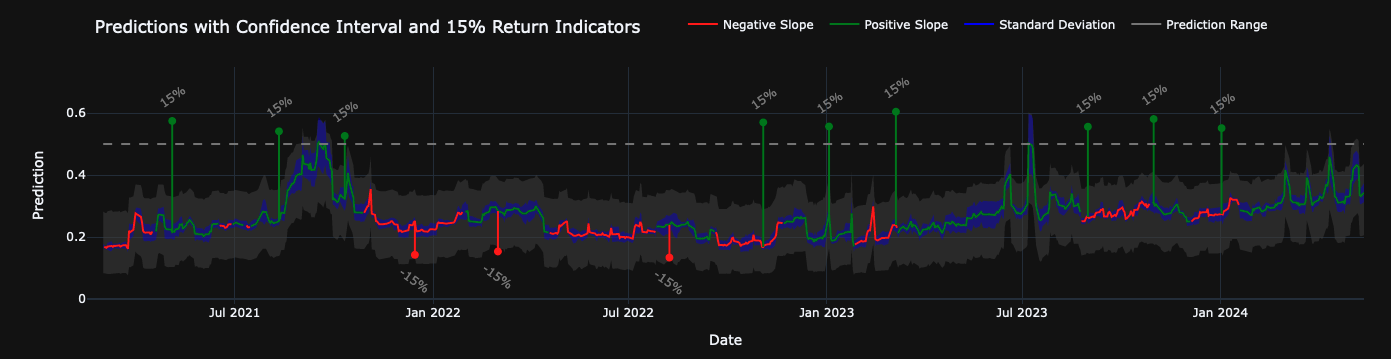 Predictions with Confidence Interval and 15% Return Indicators
Negative Slope
Positive Slope
Standard Deviation
Prediction Range
Prediction
0.6
0.4
0.2
0
15%
15%
15%
-15%
-15%
-15%
15%
15%
15%
15%
15%
15%
Jul 2021
Jan 2022
Jul 2022
Jan 2023
Jul 2023
Jan 2024
Date